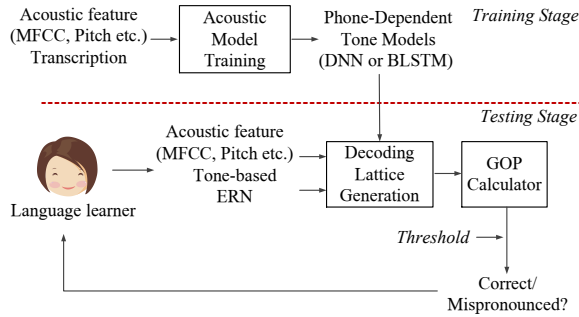 Acoustic feature
(MFCC, Pitch etc.)
Transcription
Acoustic
Model
Training
Phone-Dependent
Tone Models
(DNN or BLSTM)
Training Stage
Testing Stage
Language learner
Acoustic feature
(MFCC, Pitch etc.)
Tone-based
ERN
Decoding
Lattice
Generation
GOP
Calculator
Threshold
Correct/
Mispronounced?